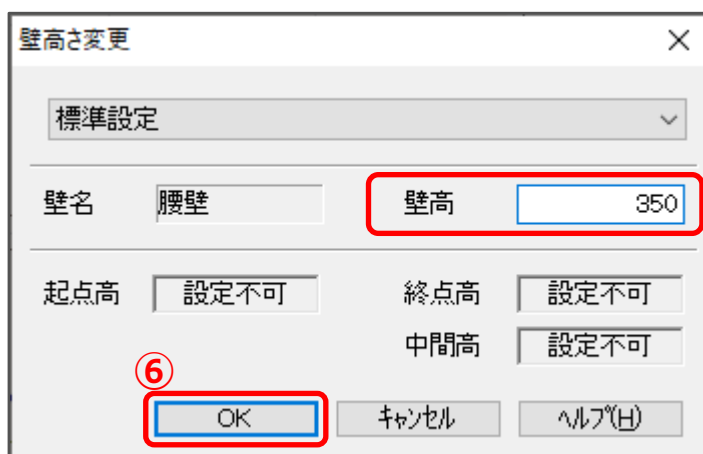 壁高さ変更
標準設定
壁名 腰壁 壁高 350
起点高 設定不可 終点高 設定不可
中間高 設定不可
⑥
OK ｷｬﾝｾﾙ ﾍﾙﾌﾟ(H)